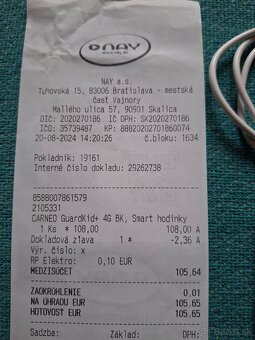 NAY
NAY a.s.
Tuhovská 15, 83006 Bratislava - mestská
časť Vajnory
Mallého ulica 57, 90901 Skalica
DIČ: 2020270186 IČ DPH: SK2020270186
IČO: 35739487 KP: 88820202701860074
20-08-2024 14:20:26 č.bloku: 1634
Pokladník: 19161
Interné číslo dokladu: 29262738
8588007861579
2105331
CARNEO GuardKid+ 4G BK, Smart hodinky
1 Ks * 108,00 108,00 A
Dokladová zľava 1 * -2,36 A
Výr. číslo: x
RP Elektro: 0,10 EUR
MEDZISÚČET 105,64
ZAOKRÚHLENIE 0,01
NA ÚHRADU EUR 105,65
HOTOVOSŤ EUR 105,65
Sadzba: Základ: DPH: